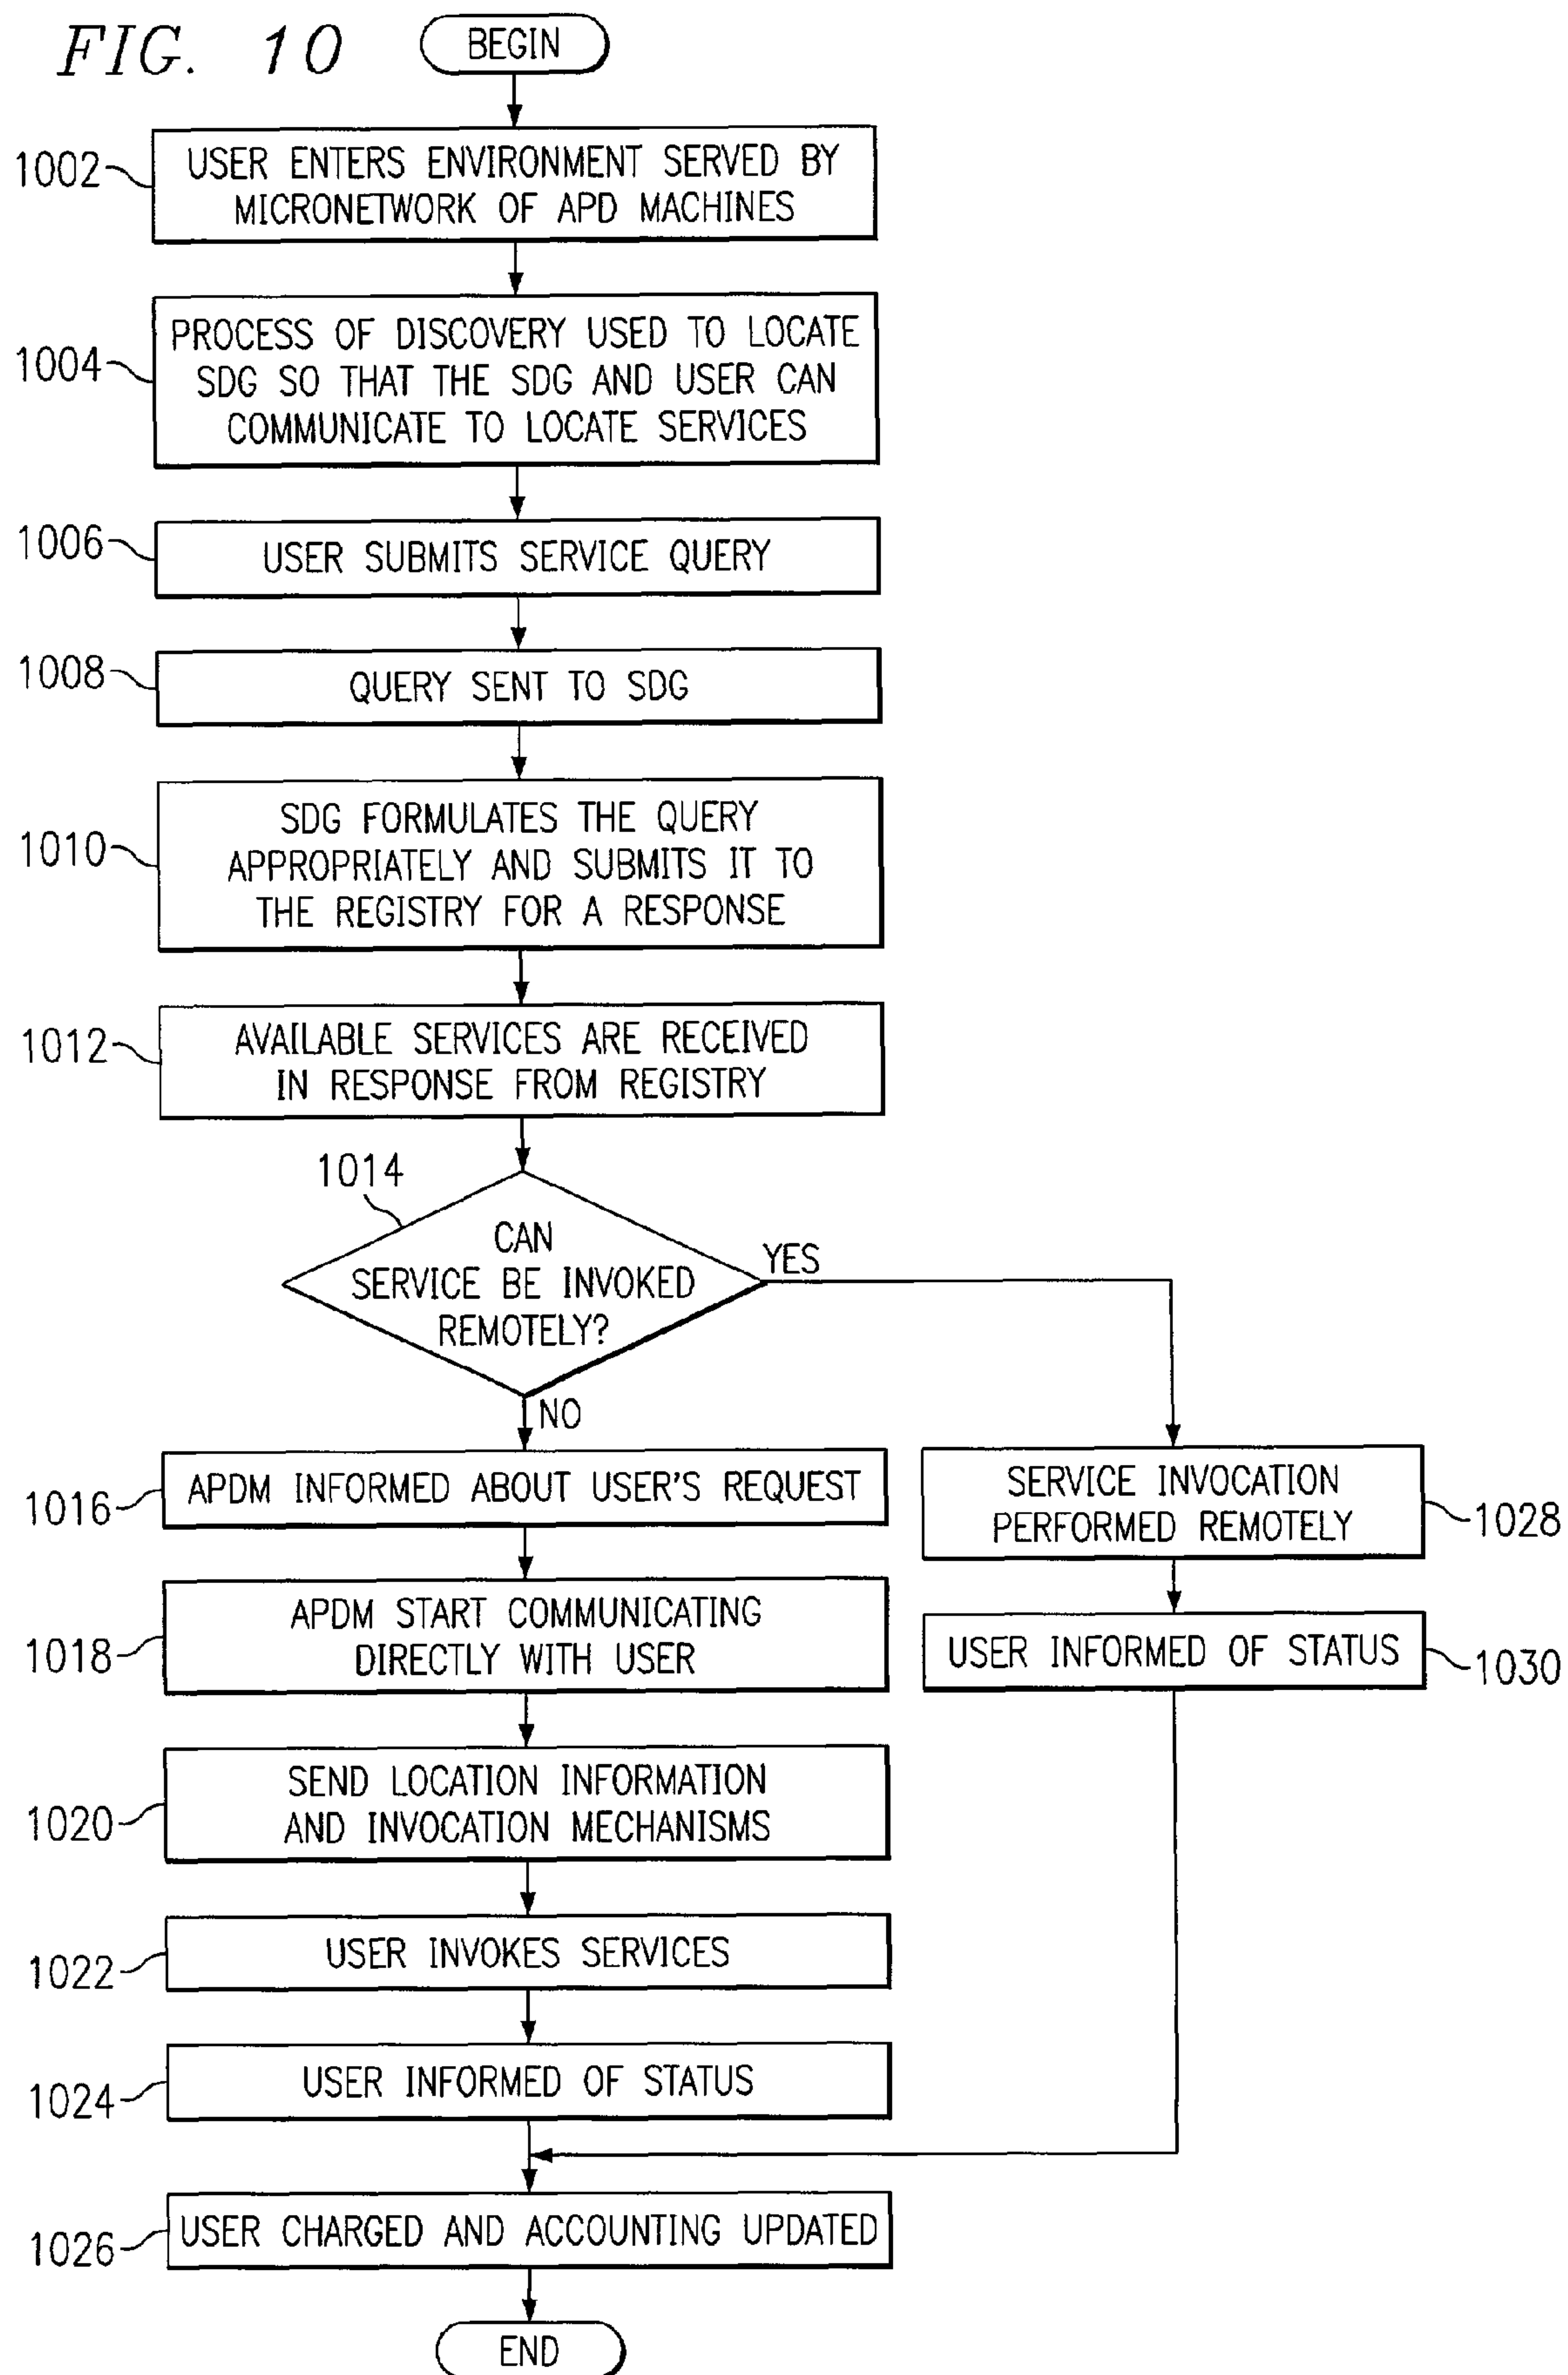 FIG. 10
BEGIN
1002
USER ENTERS ENVIRONMENT SERVED BY
MICRONETWORK OF APD MACHINES
1004
PROCESS OF DISCOVERY USED TO LOCATE
SDG SO THAT THE SDG AND USER CAN
COMMUNICATE TO LOCATE SERVICES
1006
USER SUBMITS SERVICE QUERY
1008
QUERY SENT TO SDG
1010
SDG FORMULATES THE QUERY
APPROPRIATELY AND SUBMITS IT TO
THE REGISTRY FOR A RESPONSE
1012
AVAILABLE SERVICES ARE RECEIVED
IN RESPONSE FROM REGISTRY
1014
CAN
SERVICE BE INVOKED
REMOTELY?
YES
NO
1016
APDM INFORMED ABOUT USER'S REQUEST
1018
APDM START COMMUNICATING
DIRECTLY WITH USER
1020
SEND LOCATION INFORMATION
AND INVOCATION MECHANISMS
1022
USER INVOKES SERVICES
1024
USER INFORMED OF STATUS
SERVICE INVOCATION
PERFORMED REMOTELY
1028
USER INFORMED OF STATUS
1030
1026
USER CHARGED AND ACCOUNTING UPDATED
END